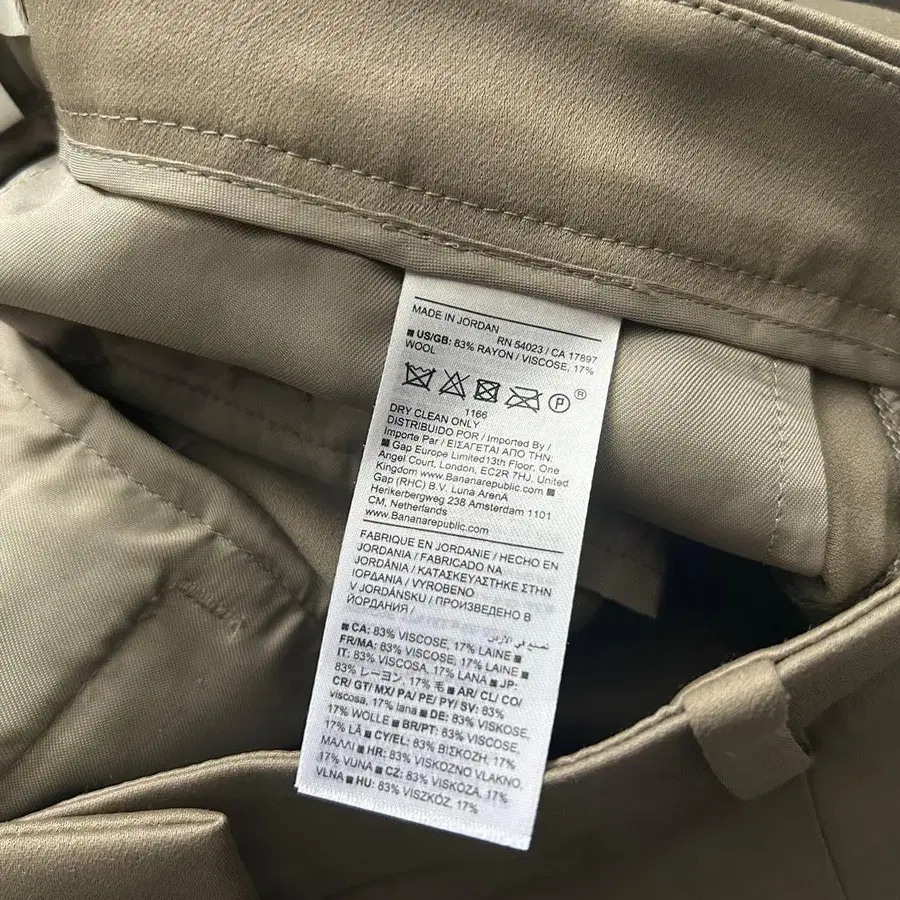 MADE IN JORDAN
RN 54023 / CA 17897
■ US/GB: 83% RAYON / VISCOSE, 17%
WOOL
P ®
1166
DRY CLEAN ONLY
DISTRIBUIDO POR / Imported By /
Importe Par / ΕΙΣΑΓΕΤΑΙ ΑΠΟ ΤΗΝ:
■ Gap Europe Limited13th Floor, One
Angel Court, London, EC2R 7HJ, United
Kingdom www.Bananarepublic.com ■
Gap (RHC) B.V. Luna ArenA
Herikerbergweg 238 Amsterdam 1101
CM, Netherlands
www.Bananarepublic.com
FABRIQUE EN JORDANIE / HECHO EN
JORDANIA / FABRICADO NA
JORDÂNIA / ΚΑΤΑΣΚΕΥΑΣΤΗΚΕ ΣΤΗΝ
ΙΟΡΔΑΝΙΑ / VYROBENO
V JORDÁNSKU / ПРОИЗВЕДЕНО В
ЙОРДАНИЯ /
صنع في الأردن
■ CA: 83% VISCOSE, 17% LAINE ■
FR/MA: 83% VISCOSE, 17% LAINE ■
IT: 83% VISCOSA, 17% LANA ■ JP:
83% レーヨン, 17% 毛 ■ AR/ CL/ CO/
CR/ GT/ MX/ PA/ PE/ PY/ SV: 83%
viscosa, 17% lana ■ DE: 83% VISKOSE,
17% WOLLE ■ BR/PT: 83% VISCOSE,
17% LÃ ■ CY/EL: 83% ΒΙΣΚΟΖΗ, 17%
ΜΑΛΛΙ ■ HR: 83% VISKOZNO VLAKNO,
17% VUNA ■ CZ: 83% VISKÓZA, 17%
VLNA ■ HU: 83% VISZKÓZ, 17%